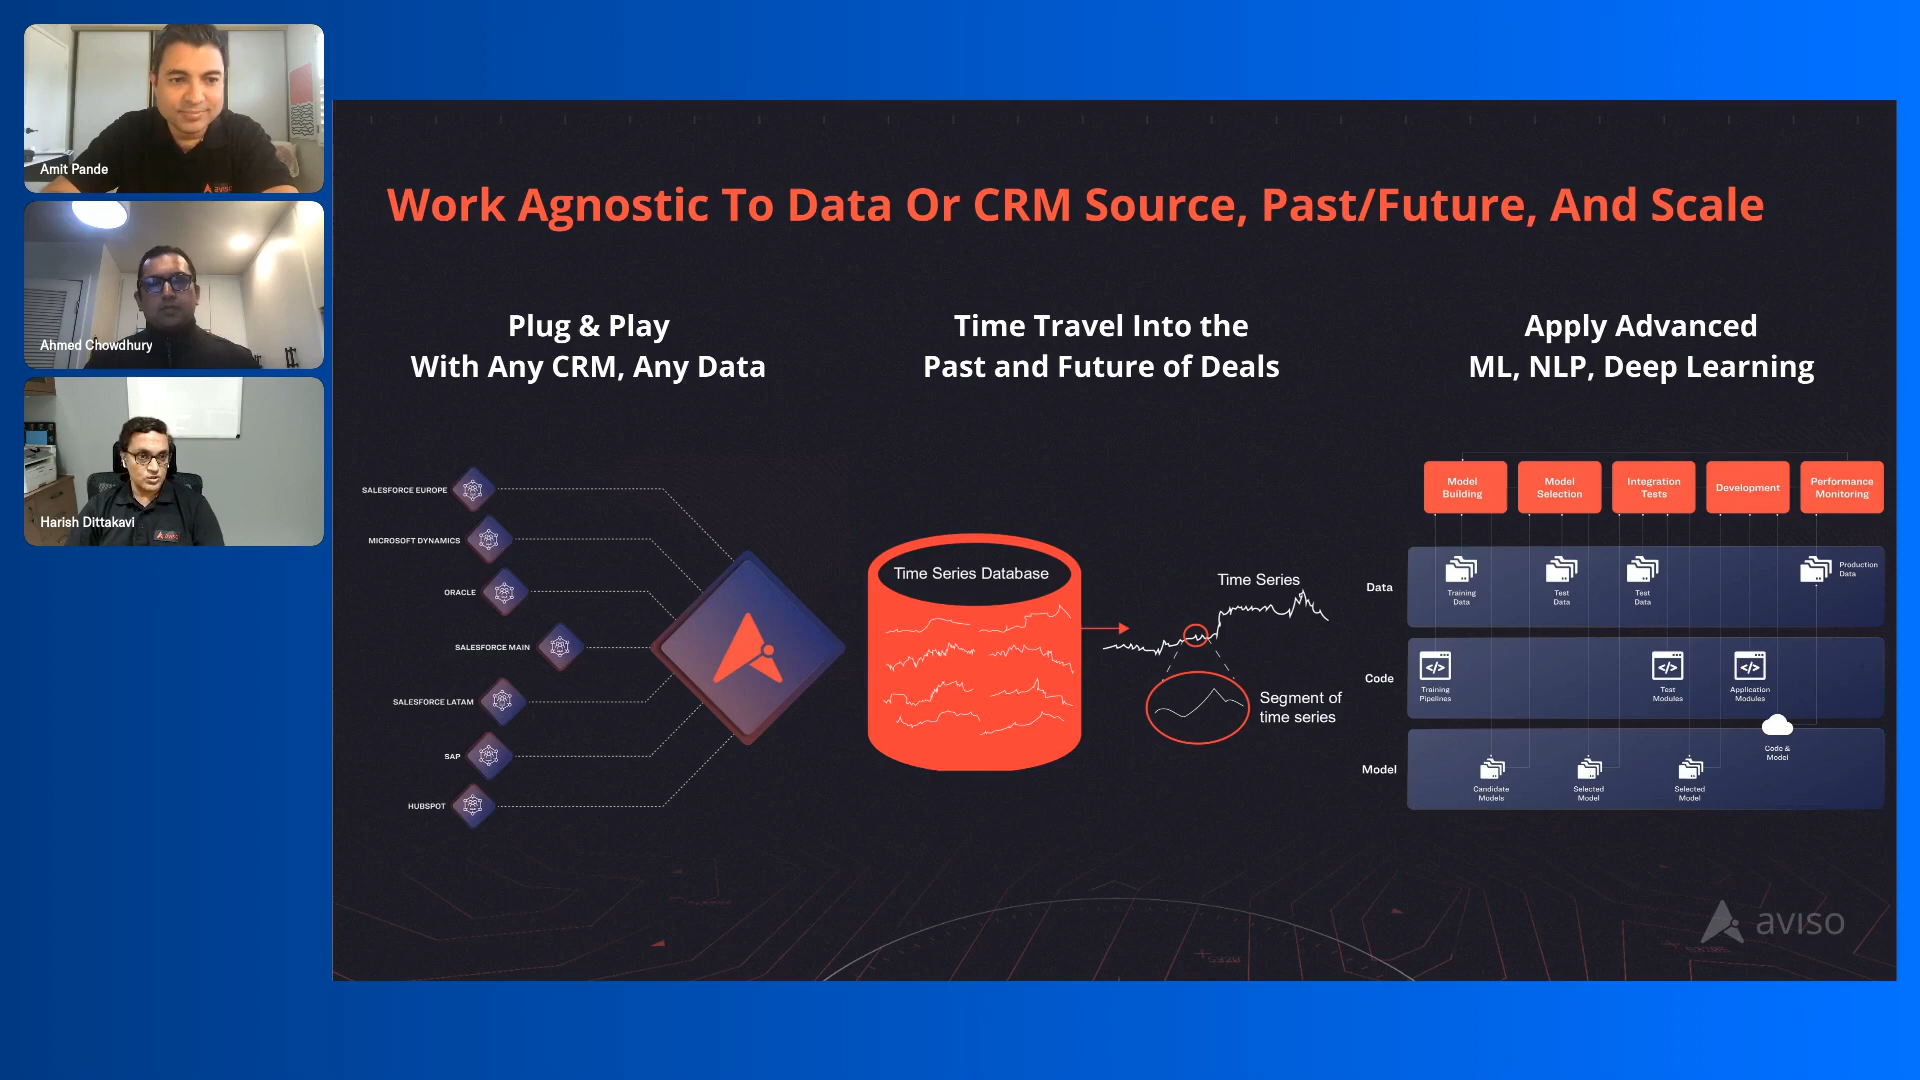 Amit Pande
aviso
Ahmed Chowdhury
Harish Dittakavi
Work Agnostic To Data Or CRM Source, Past/Future, And Scale
Plug & Play
With Any CRM, Any Data
SALESFORCE EUROPE
MICROSOFT DYNAMICS
ORACLE
SALESFORCE MAIN
SALESFORCE LATAM
SAP
HUBSPOT
Time Travel Into the
Past and Future of Deals
Time Series Database
Time Series
Segment of
time series
Apply Advanced
ML, NLP, Deep Learning
Model
Building
Model
Selection
Integration
Tests
Development
Performance
Monitoring
Data
Training
Data
Test
Data
Test
Data
Production
Data
Code
Training
Pipelines
Test
Modules
Application
Modules
Code &
Model
Model
Candidate
Models
Selected
Model
Selected
Model
aviso